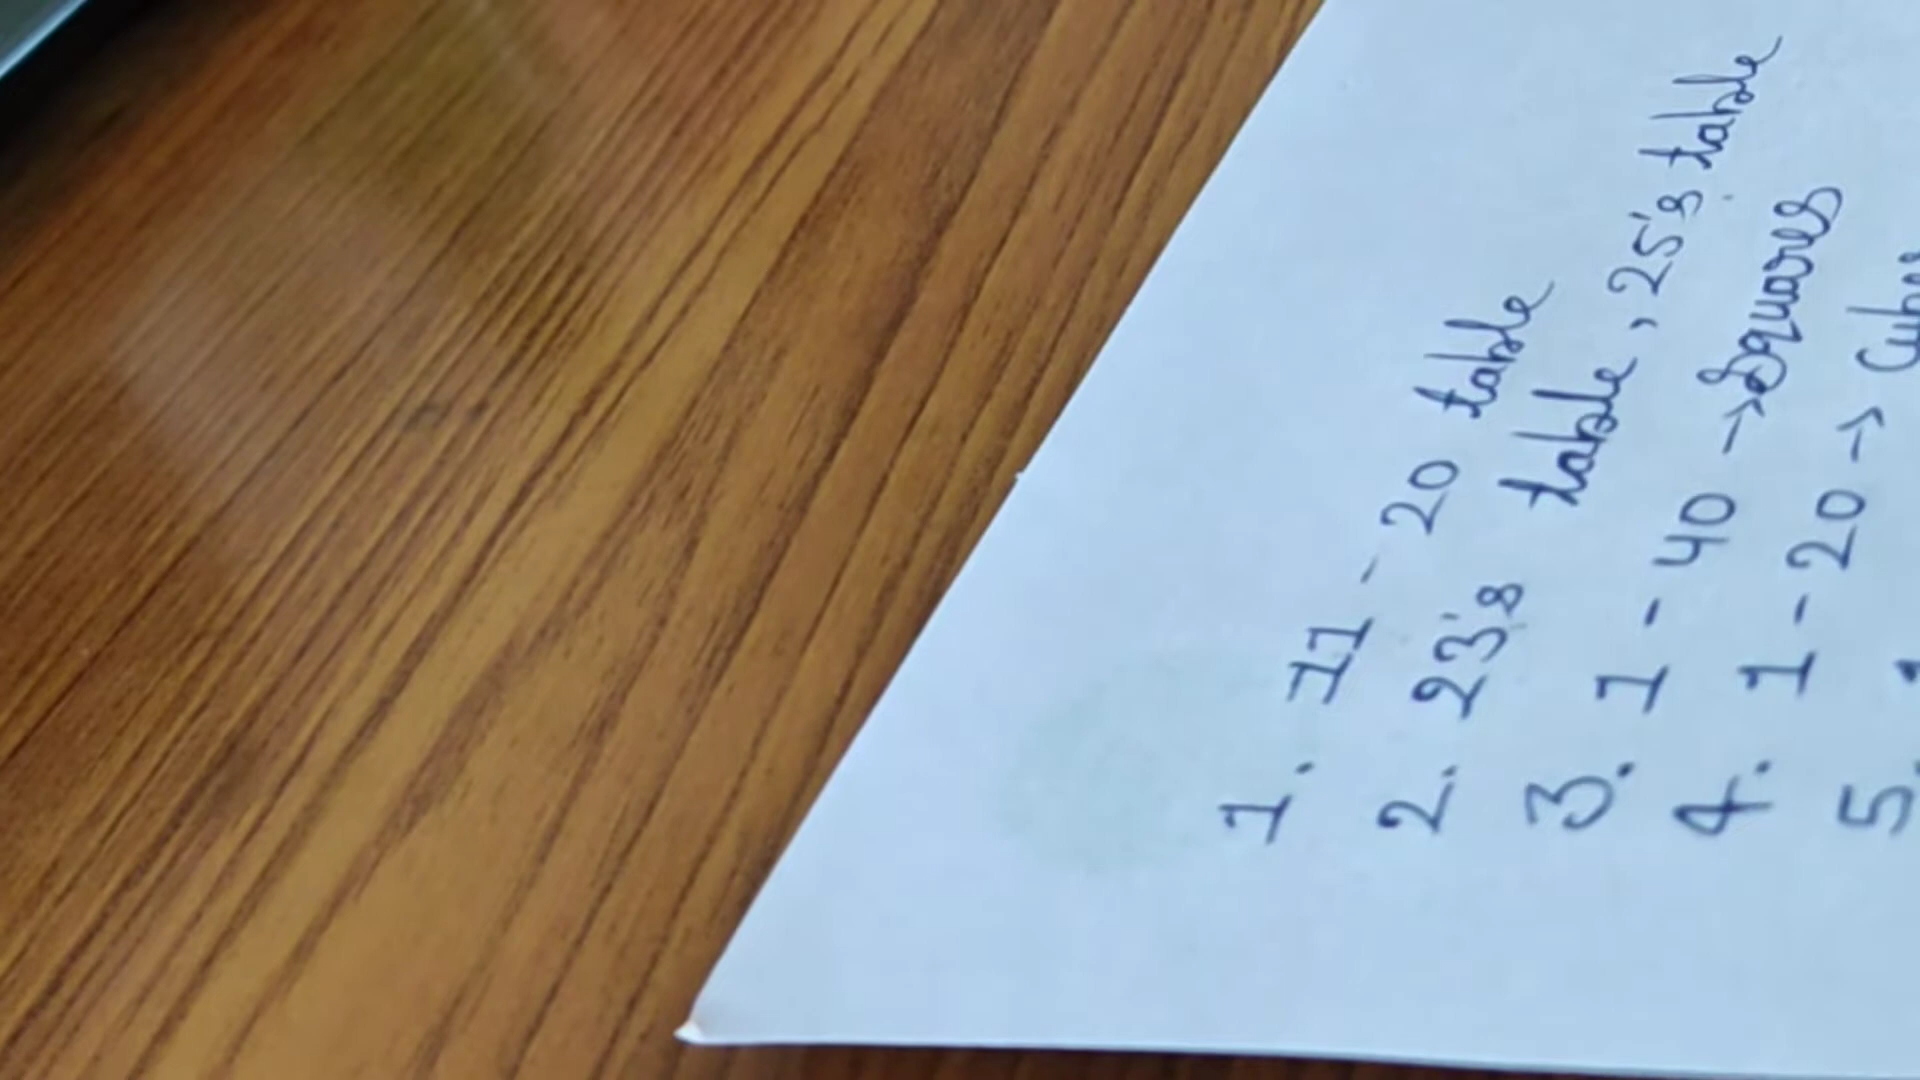 1. 11 - 20 table
2. 23's table, 25's table
3. 1 - 40 → Squares
4. 1 - 20 →
5.